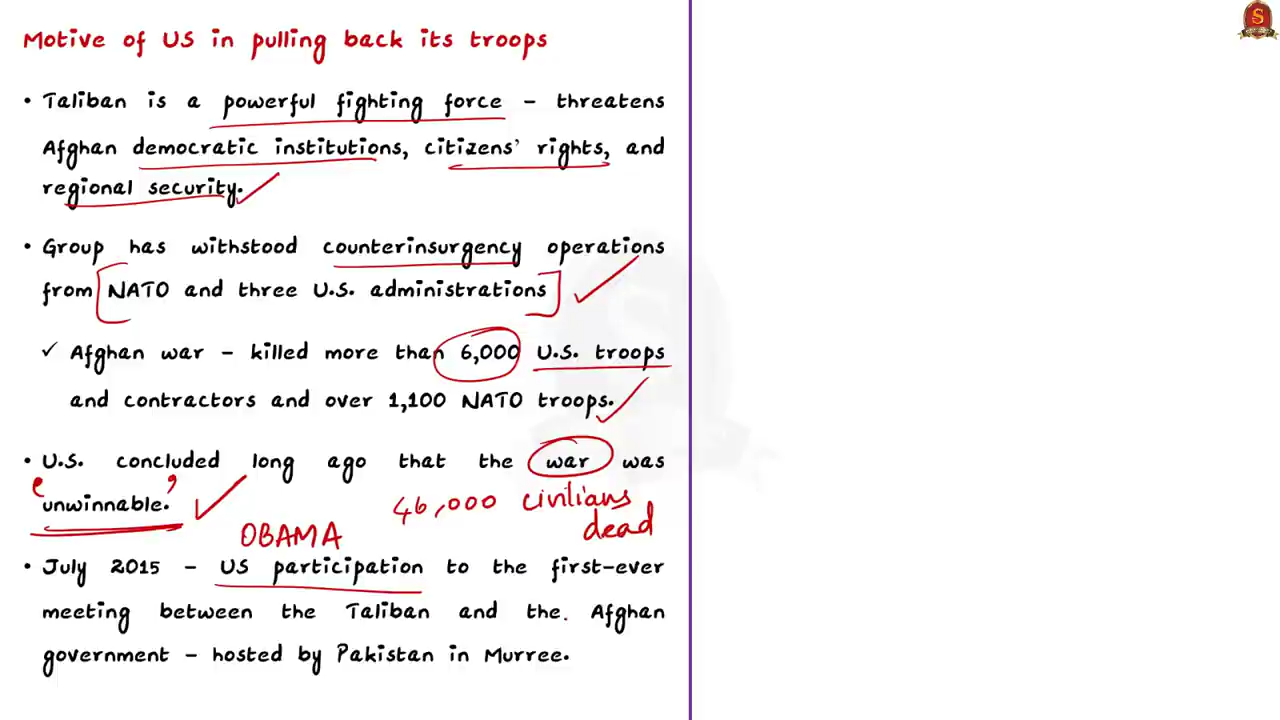 Motive of US in pulling back its troops
• Taliban is a powerful fighting force – threatens
Afghan democratic institutions, citizens' rights, and
regional security.
• Group has withstood counterinsurgency operations
from NATO and three U.S. administrations
✓ Afghan war – killed more than 6,000 U.S. troops
and contractors and over 1,100 NATO troops.
• U.S. concluded long ago that the war was
'unwinnable.'
46,000 civilians
dead
OBAMA
• July 2015 – US participation to the first-ever
meeting between the Taliban and the. Afghan
government – hosted by Pakistan in Murree.
S